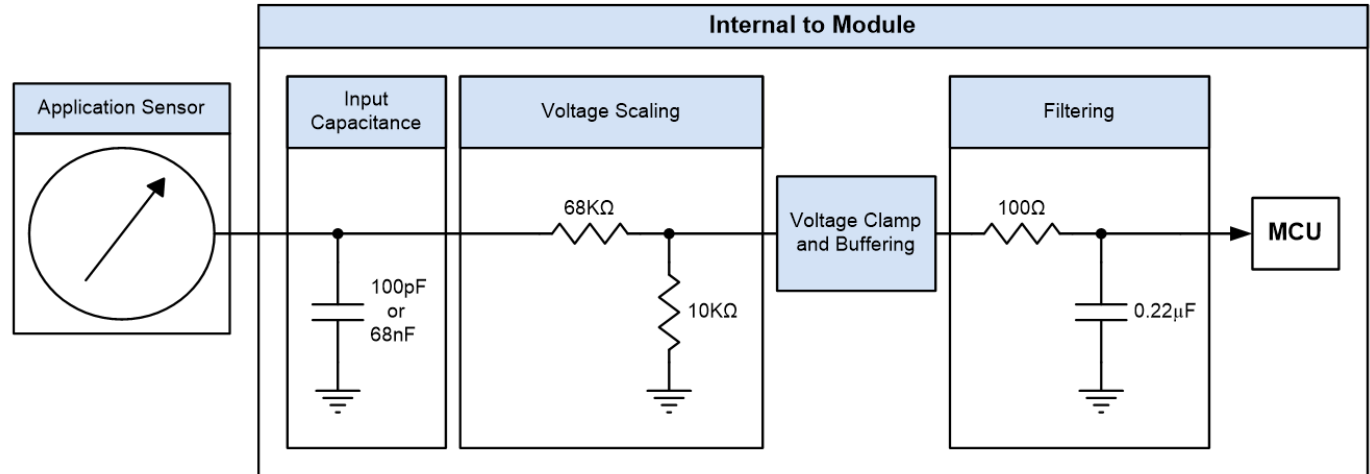 Internal to Module
Application Sensor
Input
Capacitance
Voltage Scaling
Filtering
68KΩ
100Ω
Voltage Clamp
and Buffering
MCU
100pF
or
68nF
10KΩ
0.22µF